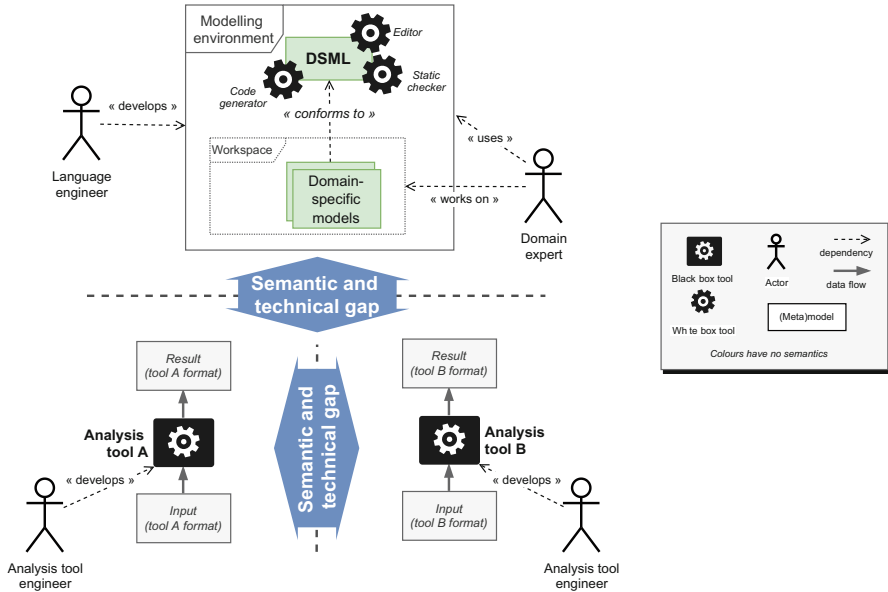 Modelling
environment
Editor
DSML
Code
generator
Static
checker
« conforms to »
« develops »
Language
engineer
Workspace
Domain-
specific
models
« uses »
« works on »
Domain
expert
Semantic and
technical gap
Black box tool
Actor
dependency
data flow
Wh te box tool
(Meta)model
Colours have no semantics
Result
(tool A format)
Analysis
tool A
« develops »
Input
(tool A format)
Analysis tool
engineer
Semantic and
technical gap
Result
(tool B format)
Analysis
tool B
« develops »
Input
(tool B format)
Analysis tool
engineer